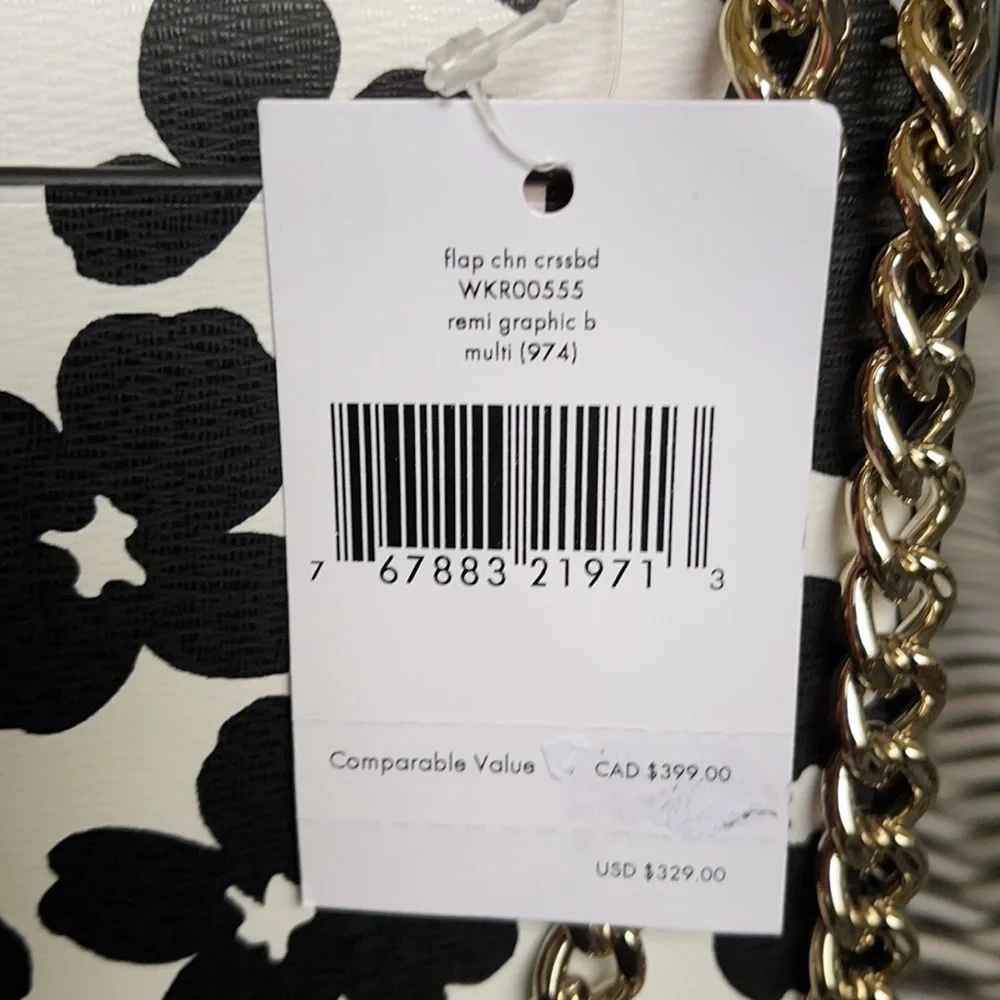 flap chn crssbd
WKR00555
remi graphic b
multi (974)
7 67883 21971 3
Comparable Value CAD $399.00
USD $329.00